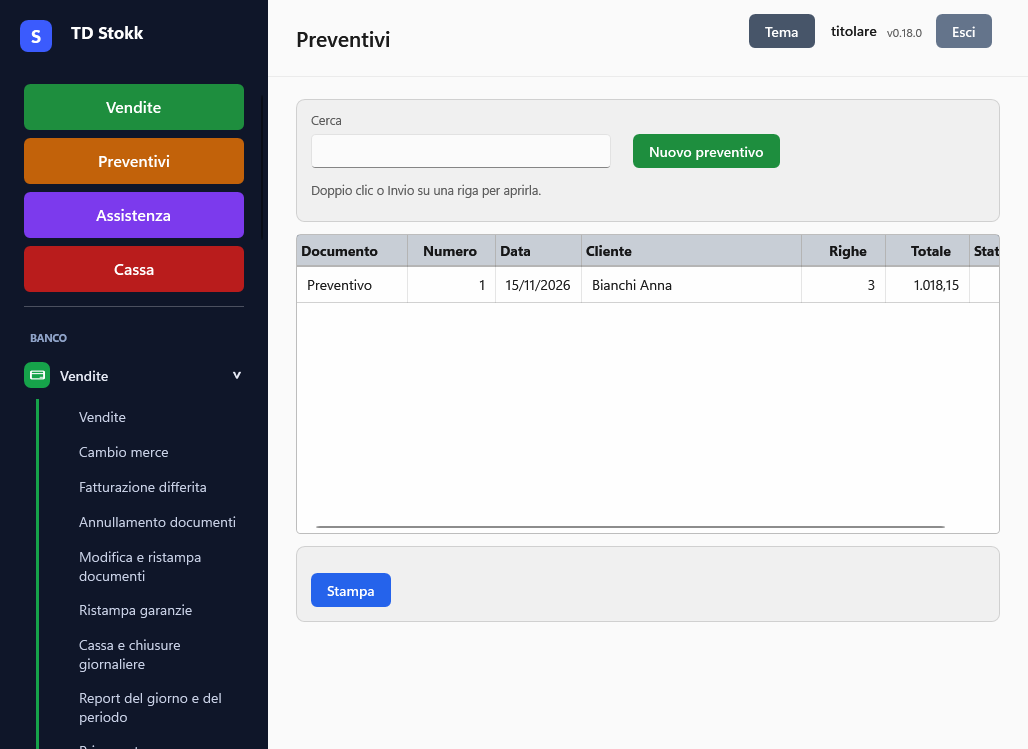 S
TD Stokk
Vendite
Preventivi
Assistenza
Cassa
BANCO
Vendite
Vendite
Cambio merce
Fatturazione differita
Annullamento documenti
Modifica e ristampa
documenti
Ristampa garanzie
Cassa e chiusure
giornaliere
Report del giorno e del
periodo
Preventivi
Tema
titolare
v0.18.0
Esci
Cerca
Nuovo preventivo
Doppio clic o Invio su una riga per aprirla.
Documento Numero Data Cliente Righe Totale Stat
Preventivo 1 15/11/2026 Bianchi Anna 3 1.018,15
Stampa